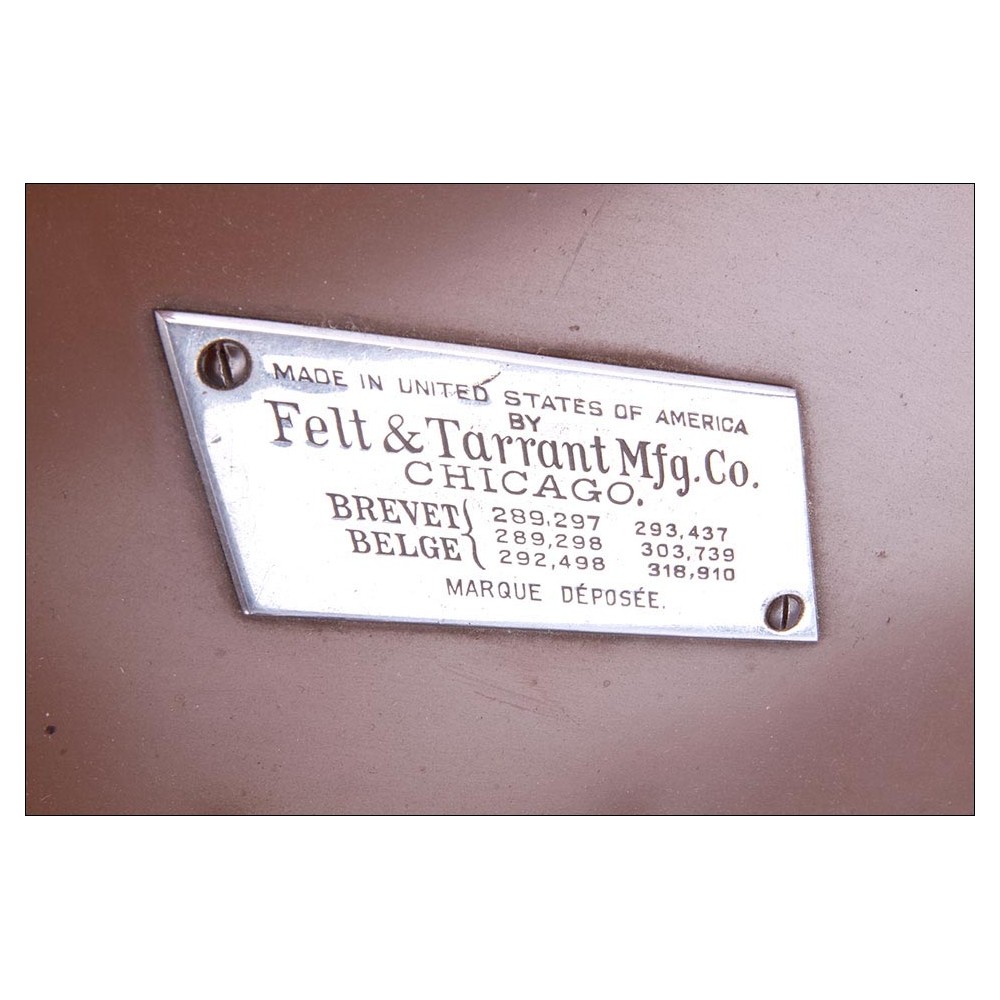 MADE IN UNITED STATES OF AMERICA
BY
Felt & Tarrant Mfg. Co.
CHICAGO.
BREVET BELGE { 289,297 293,437
289,298 303,739
292,498 318,910
MARQUE DÉPOSÉE.